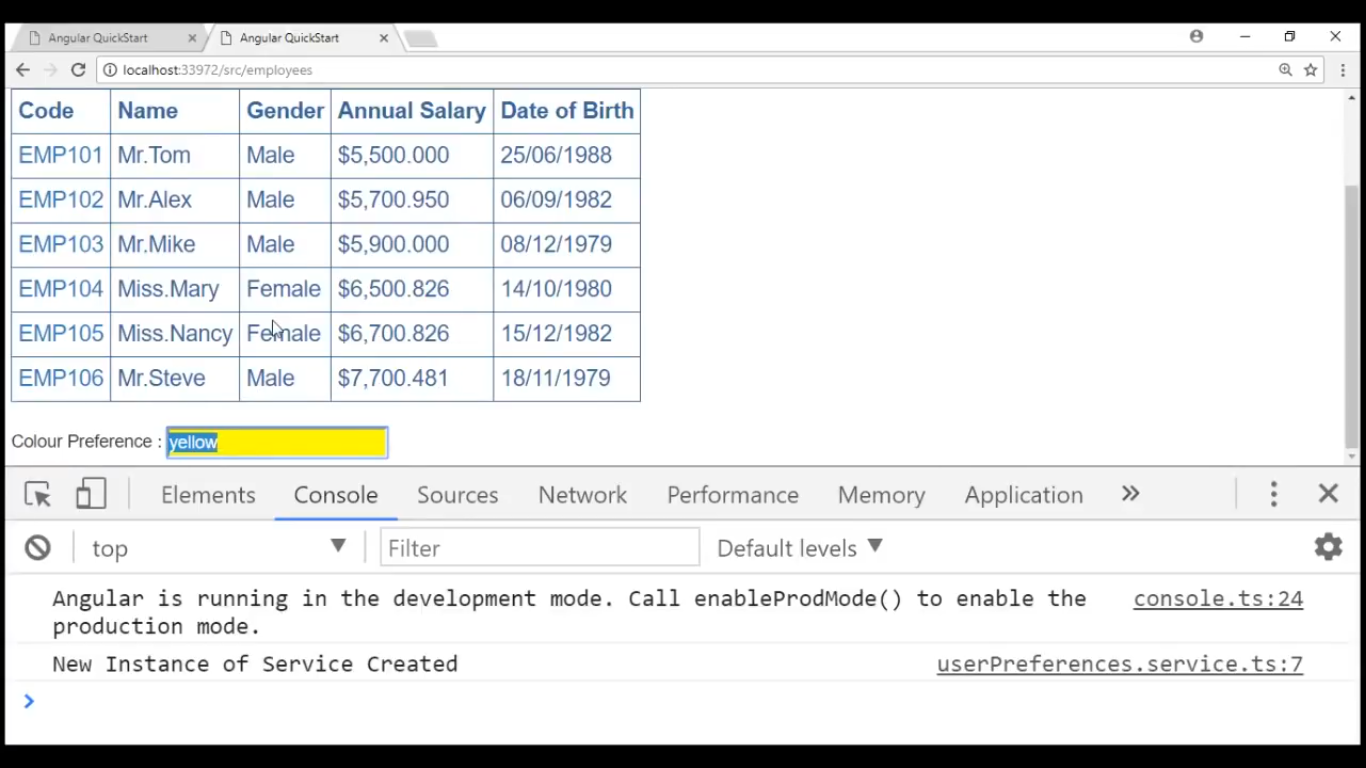 Angular QuickStart Angular QuickStart
localhost:33972/src/employees
Code Name Gender Annual Salary Date of Birth
EMP101 Mr.Tom Male $5,500.000 25/06/1988
EMP102 Mr.Alex Male $5,700.950 06/09/1982
EMP103 Mr.Mike Male $5,900.000 08/12/1979
EMP104 Miss.Mary Female $6,500.826 14/10/1980
EMP105 Miss.Nancy Female $6,700.826 15/12/1982
EMP106 Mr.Steve Male $7,700.481 18/11/1979
Colour Preference : yellow
Elements Console Sources Network Performance Memory Application
top Filter Default levels
Angular is running in the development mode. Call enableProdMode() to enable the console.ts:24
production mode.
New Instance of Service Created userPreferences.service.ts:7